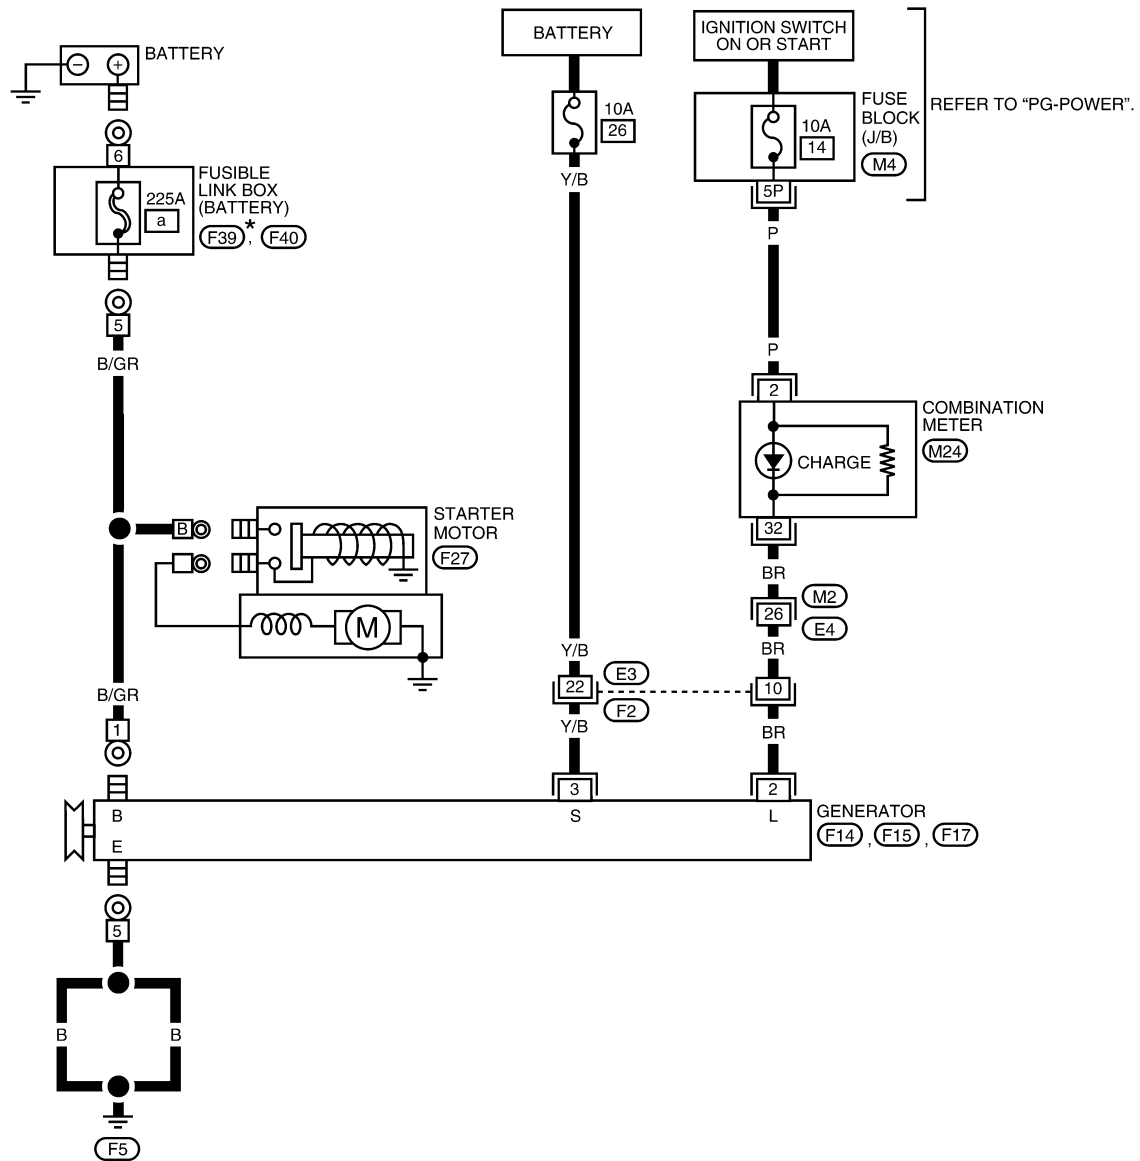 BATTERY
− +
6
FUSIBLE
LINK BOX
(BATTERY)
225A
a
F39 * , F40
5
B/GR
B
STARTER
MOTOR
F27
M
B/GR
1
BATTERY
10A
26
Y/B
Y/B
22
E3
F2
Y/B
3
IGNITION SWITCH
ON OR START
FUSE
BLOCK
(J/B)
M4
REFER TO “PG-POWER”.
10A
14
5P
P
P
2
COMBINATION
METER
M24
CHARGE
32
BR
M2
26
E4
BR
10
BR
2
B
S
L
E
GENERATOR
F14 , F15 , F17
5
B
B
F5